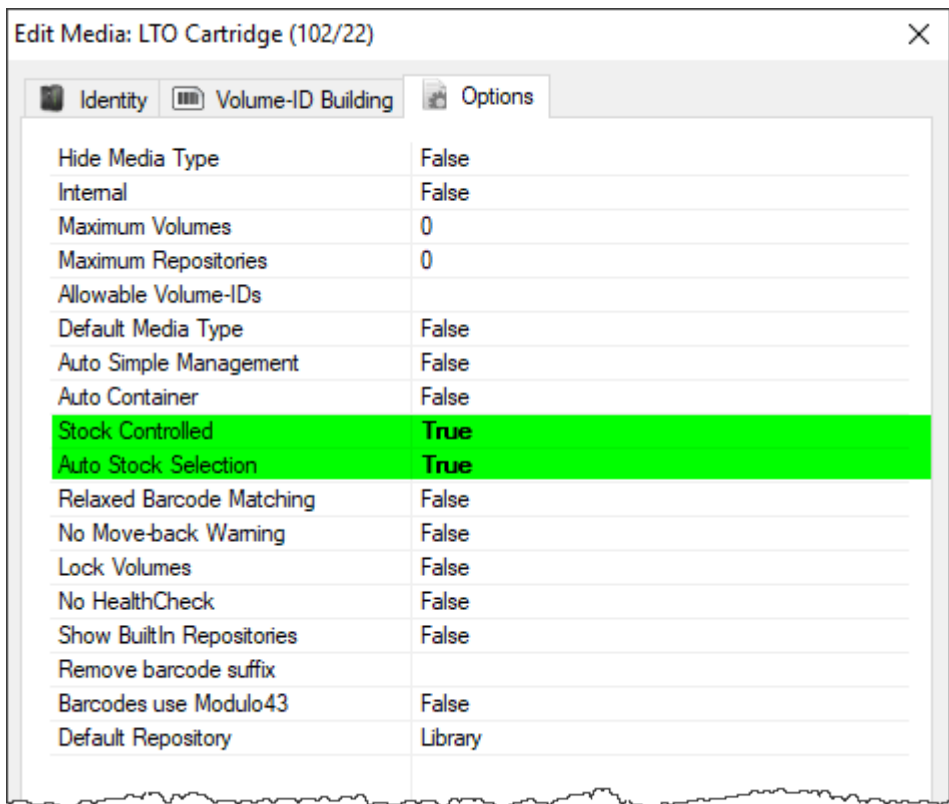 Edit Media: LTO Cartridge (102/22)
Identity Volume-ID Building Options
Hide Media Type False
Internal False
Maximum Volumes 0
Maximum Repositories 0
Allowable Volume-IDs
Default Media Type False
Auto Simple Management False
Auto Container False
Stock Controlled True
Auto Stock Selection True
Relaxed Barcode Matching False
No Move-back Warning False
Lock Volumes False
No HealthCheck False
Show BuiltIn Repositories False
Remove barcode suffix
Barcodes use Modulo43 False
Default Repository Library